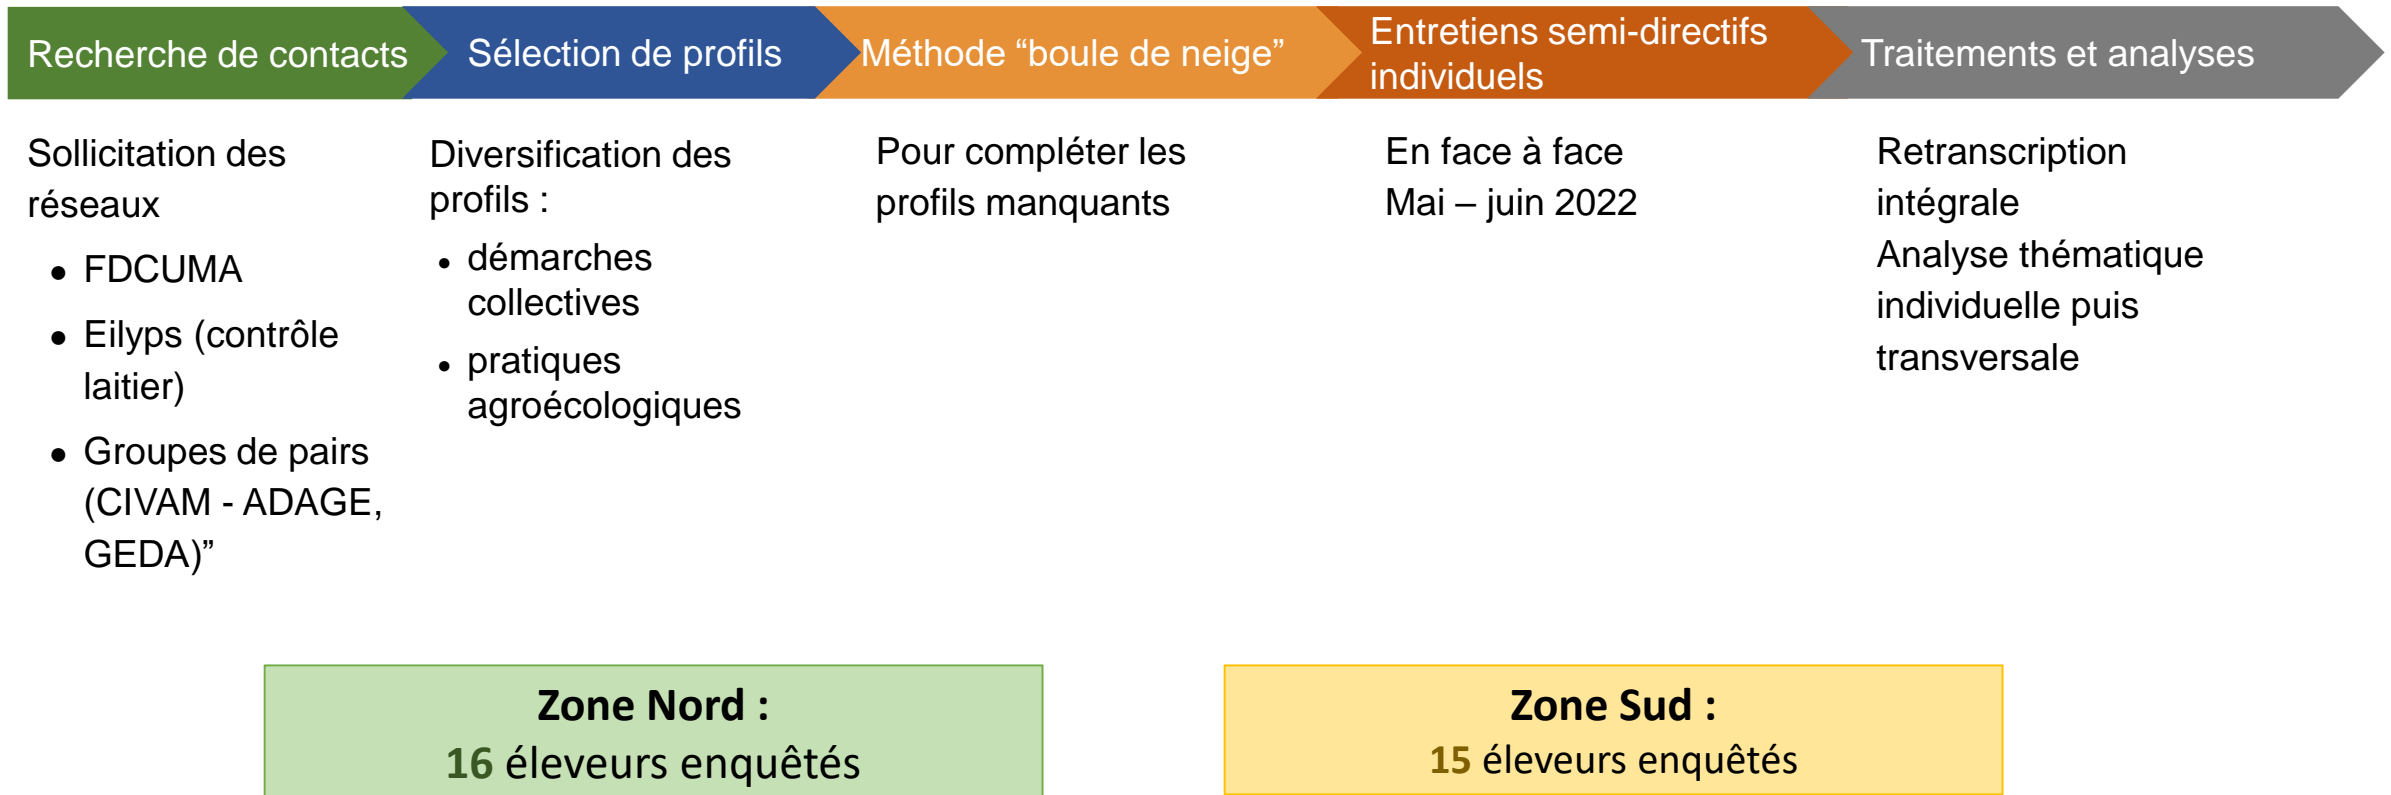 Recherche de contacts
Sélection de profils
Méthode “boule de neige”
Entretiens semi-directifs
individuels
Traitements et analyses
Sollicitation des
réseaux
• FDCUMA
• Eilyps (contrôle
laitier)
• Groupes de pairs
(CIVAM - ADAGE,
GEDA)”
Diversification des
profils :
• démarches
collectives
• pratiques
agroécologiques
Pour compléter les
profils manquants
En face à face
Mai – juin 2022
Retranscription
intégrale
Analyse thématique
individuelle puis
transversale
Zone Nord :
16 éleveurs enquêtés
Zone Sud :
15 éleveurs enquêtés